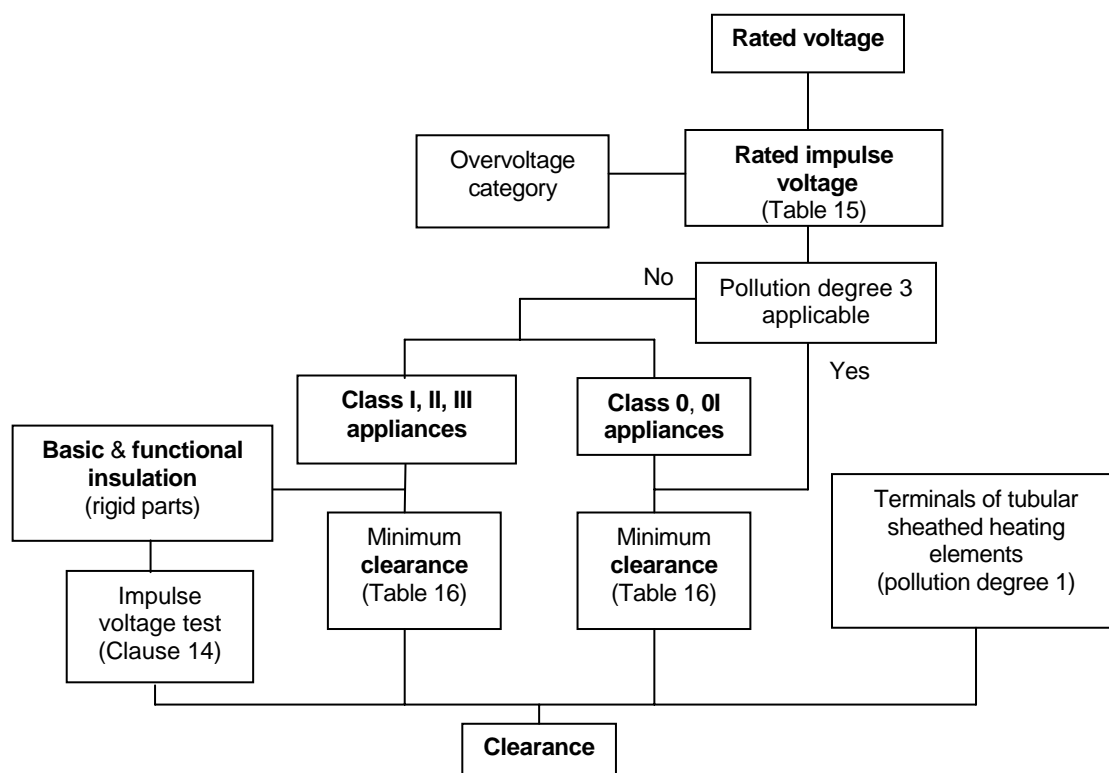 Rated voltage
Overvoltage
category
Rated impulse
voltage
(Table 15)
No
Pollution degree 3
applicable
Yes
Class I, II, III
appliances
Class 0, 0I
appliances
Basic & functional
insulation
(rigid parts)
Minimum
clearance
(Table 16)
Minimum
clearance
(Table 16)
Terminals of tubular
sheathed heating
elements
(pollution degree 1)
Impulse
voltage test
(Clause 14)
Clearance